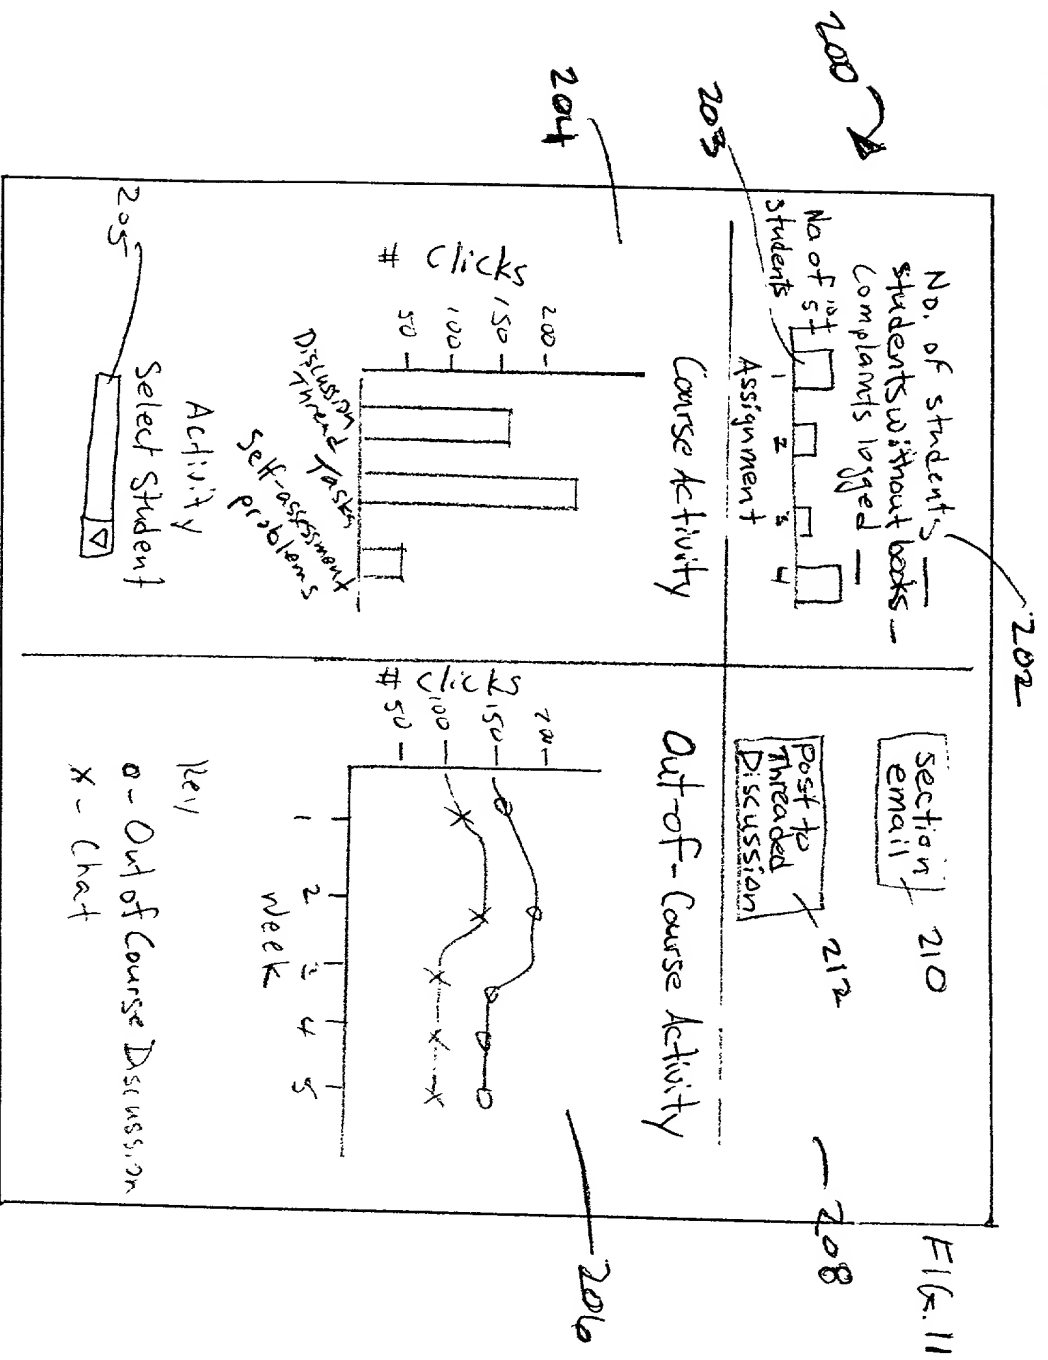 FIG. 11
200
202
No. of students —
students without books —
complaints logged —
No. of
students
203
1
2
3
4
Assignment
section
email
210
Post to
Threaded
Discussion
212
208
204
Course Activity
# Clicks
200
150
100
50
Discussion
Thread
Tasks
Self-assessment
problems
Activity
Select Student
205
Out-of-Course Activity
# Clicks
200
150
100
50
1
2
3
4
5
Week
206
Key
o - Out of Course Discussion
x - Chat